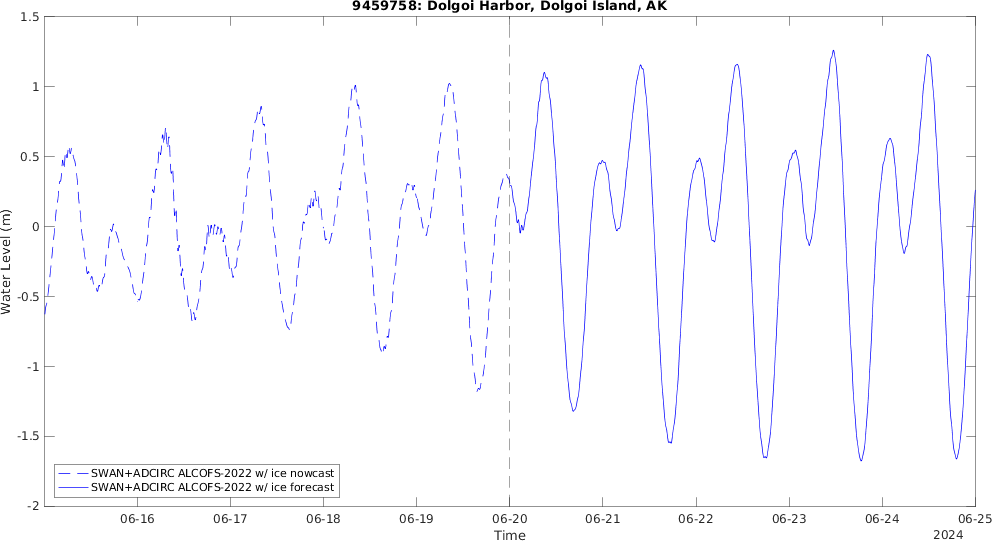 9459758: Dolgoi Harbor, Dolgoi Island, AK
1.5
1
0.5
0
-0.5
-1
-1.5
-2
Water Level (m)
SWAN+ADCIRC ALCOFS-2022 w/ ice nowcast
SWAN+ADCIRC ALCOFS-2022 w/ ice forecast
06-16 06-17 06-18 06-19 06-20 06-21 06-22 06-23 06-24 06-25
Time
2024